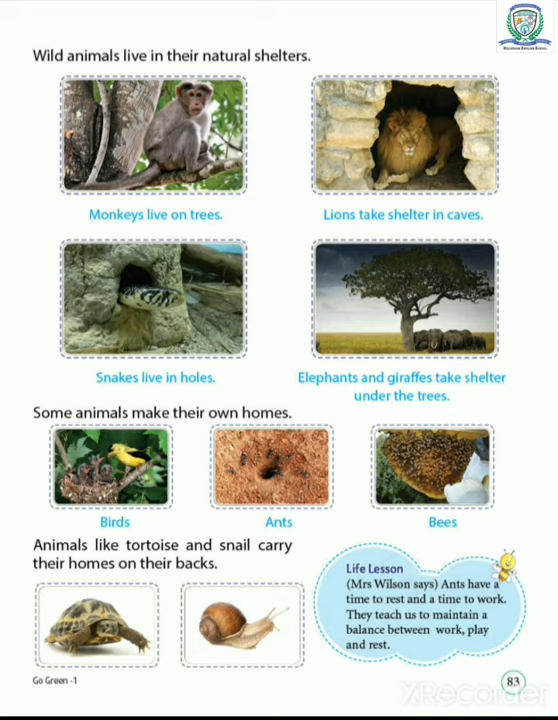 Wild animals live in their natural shelters.
Monkeys live on trees.
Lions take shelter in caves.
Snakes live in holes.
Elephants and giraffes take shelter
under the trees.
Some animals make their own homes.
Birds
Ants
Bees
Animals like tortoise and snail carry
their homes on their backs.
Life Lesson
(Mrs Wilson says) Ants have a
time to rest and a time to work.
They teach us to maintain a
balance between work, play
and rest.
Go Green -1
83
XRecorder